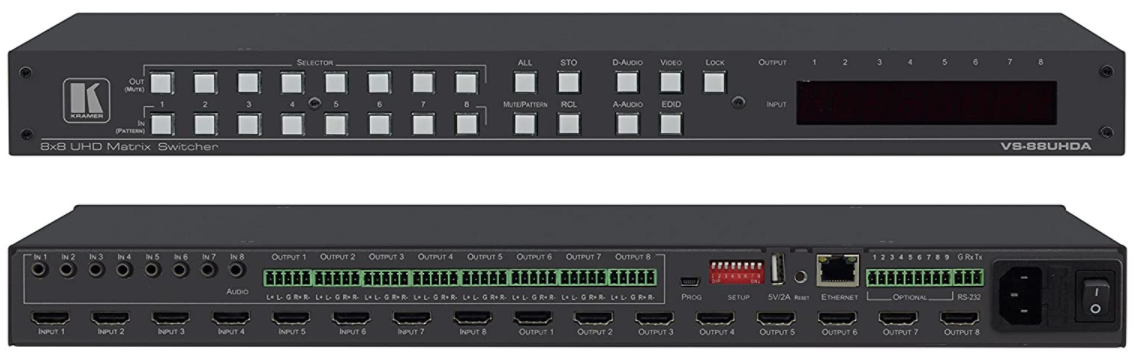 SELECTOR ALL STO D-AUDIO VIDEO LOCK OUTPUT 1 2 3 4 5 6 7 8
OUT
(MUTE)
K
KRAMER
1 2 3 4 5 6 7 8 MUTE/PATTERN RCL A-AUDIO EDID INPUT
IN
(PATTERN)
8x8 UHD Matrix Switcher VS-88UHDA
IN 1 IN 2 IN 3 IN 4 IN 5 IN 6 IN 7 IN 8 OUTPUT 1 OUTPUT 2 OUTPUT 3 OUTPUT 4 OUTPUT 5 OUTPUT 6 OUTPUT 7 OUTPUT 8 1 2 3 4 5 6 7 8 9 G Rx Tx
AUDIO
L+ L- G R+ R- L+ L- G R+ R- L+ L- G R+ R- L+ L- G R+ R- L+ L- G R+ R- L+ L- G R+ R- L+ L- G R+ R- L+ L- G R+ R- PROG SETUP 5V/2A RESET ETHERNET OPTIONAL RS-232
INPUT 1 INPUT 2 INPUT 3 INPUT 4 INPUT 5 INPUT 6 INPUT 7 INPUT 8 OUTPUT 1 OUTPUT 2 OUTPUT 3 OUTPUT 4 OUTPUT 5 OUTPUT 6 OUTPUT 7 OUTPUT 8